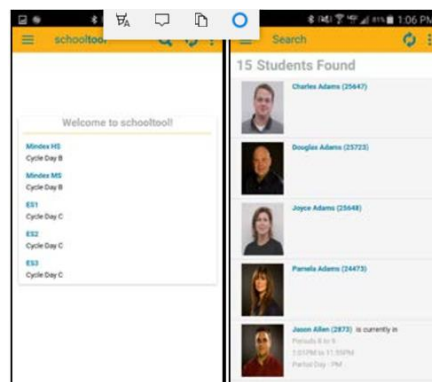 schooltool
Welcome to schooltool!
Mindex HS
Cycle Day B
Mindex MS
Cycle Day B
ES1
Cycle Day C
ES2
Cycle Day C
ES3
Cycle Day C
81% 1:06 PM
Search
15 Students Found
Charles Adams (25647)
Douglas Adams (25723)
Joyce Adams (25648)
Pamela Adams (24473)
Jason Allen (2873) is currently in
Periods 8 to 9
1:01PM to 11:59PM
Partial Day - PM